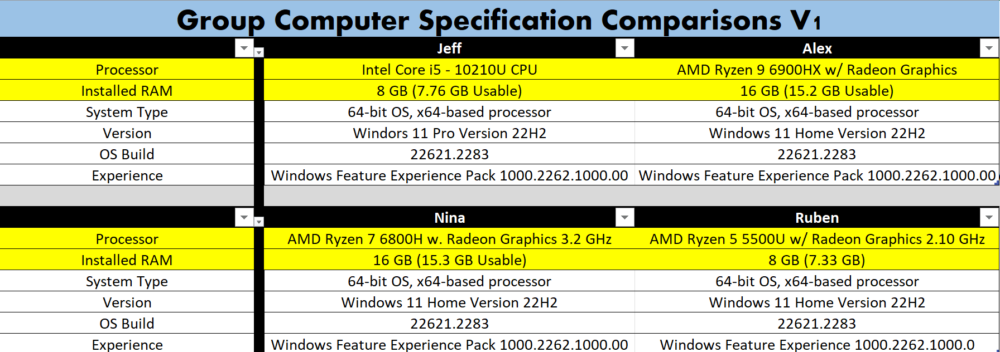 Group Computer Specification Comparisons V1
Jeff Alex
Processor Intel Core i5 - 10210U CPU AMD Ryzen 9 6900HX w/ Radeon Graphics
Installed RAM 8 GB (7.76 GB Usable) 16 GB (15.2 GB Usable)
System Type 64-bit OS, x64-based processor 64-bit OS, x64-based processor
Version Windors 11 Pro Version 22H2 Windows 11 Home Version 22H2
OS Build 22621.2283 22621.2283
Experience Windows Feature Experience Pack 1000.2262.1000.00 Windows Feature Experience Pack 1000.2262.1000.00
Nina Ruben
Processor AMD Ryzen 7 6800H w. Radeon Graphics 3.2 GHz AMD Ryzen 5 5500U w/ Radeon Graphics 2.10 GHz
Installed RAM 16 GB (15.3 GB Usable) 8 GB (7.33 GB)
System Type 64-bit OS, x64-based processor 64-bit OS, x64-based processor
Version Windows 11 Home Version 22H2 Windows 11 Home Version 22H2
OS Build 22621.2283 22621.2283
Experience Windows Feature Experience Pack 1000.2262.1000.00 Windows Feature Experience 1000.2262.1000.0